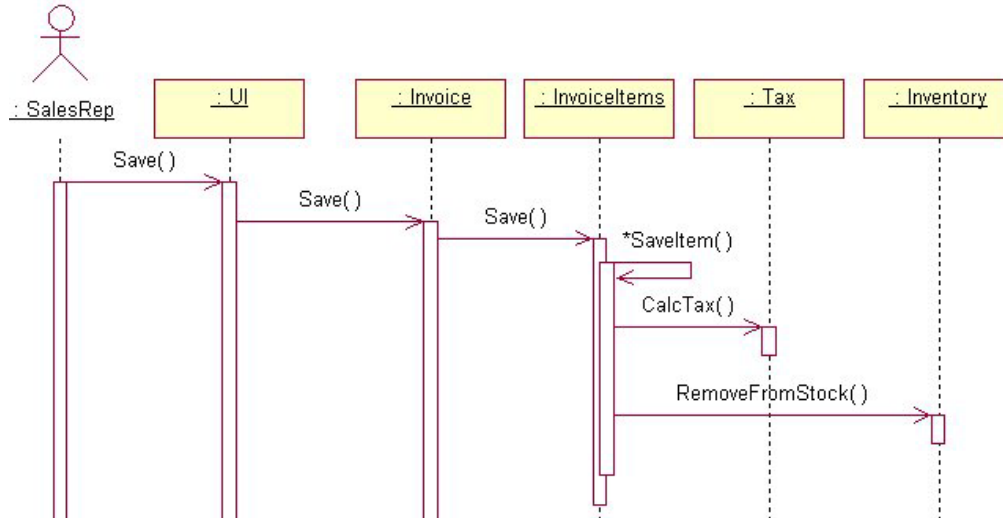 : SalesRep
: UI
: Invoice
: InvoiceItems
: Tax
: Inventory
Save( )
Save( )
Save( )
*SaveItem( )
CalcTax( )
RemoveFromStock( )